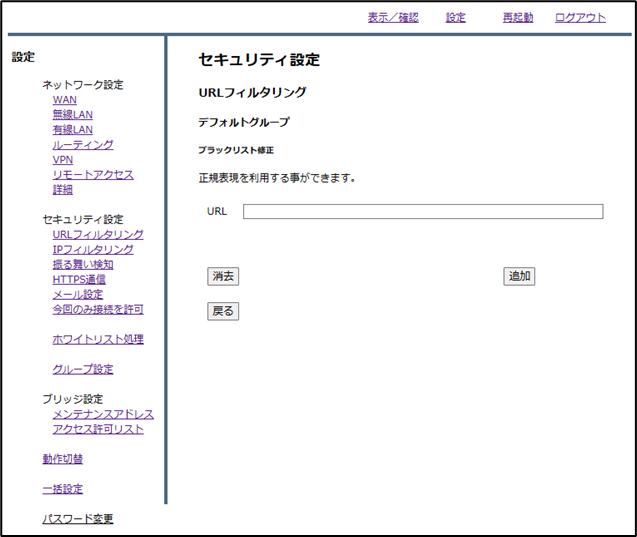 表示／確認 設定 再起動 ログアウト
設定
ネットワーク設定
WAN
無線LAN
有線LAN
ルーティング
VPN
リモートアクセス
詳細
セキュリティ設定
URLフィルタリング
IPフィルタリング
振る舞い検知
HTTPS通信
メール設定
今回のみ接続を許可
ホワイトリスト処理
グループ設定
ブリッジ設定
メンテナンスアドレス
アクセス許可リスト
動作切替
一括設定
パスワード変更
セキュリティ設定
URLフィルタリング
デフォルトグループ
ブラックリスト修正
正規表現を利用する事ができます。
URL
消去 追加
戻る